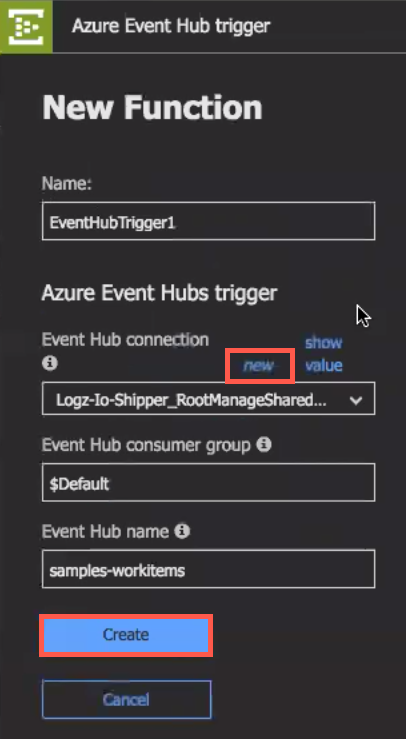 Azure Event Hub trigger
New Function
Name:
EventHubTrigger1
Azure Event Hubs trigger
Event Hub connection
new
show
value
Logz-Io-Shipper_RootManageShared...
Event Hub consumer group
$Default
Event Hub name
samples-workitems
Create
Cancel